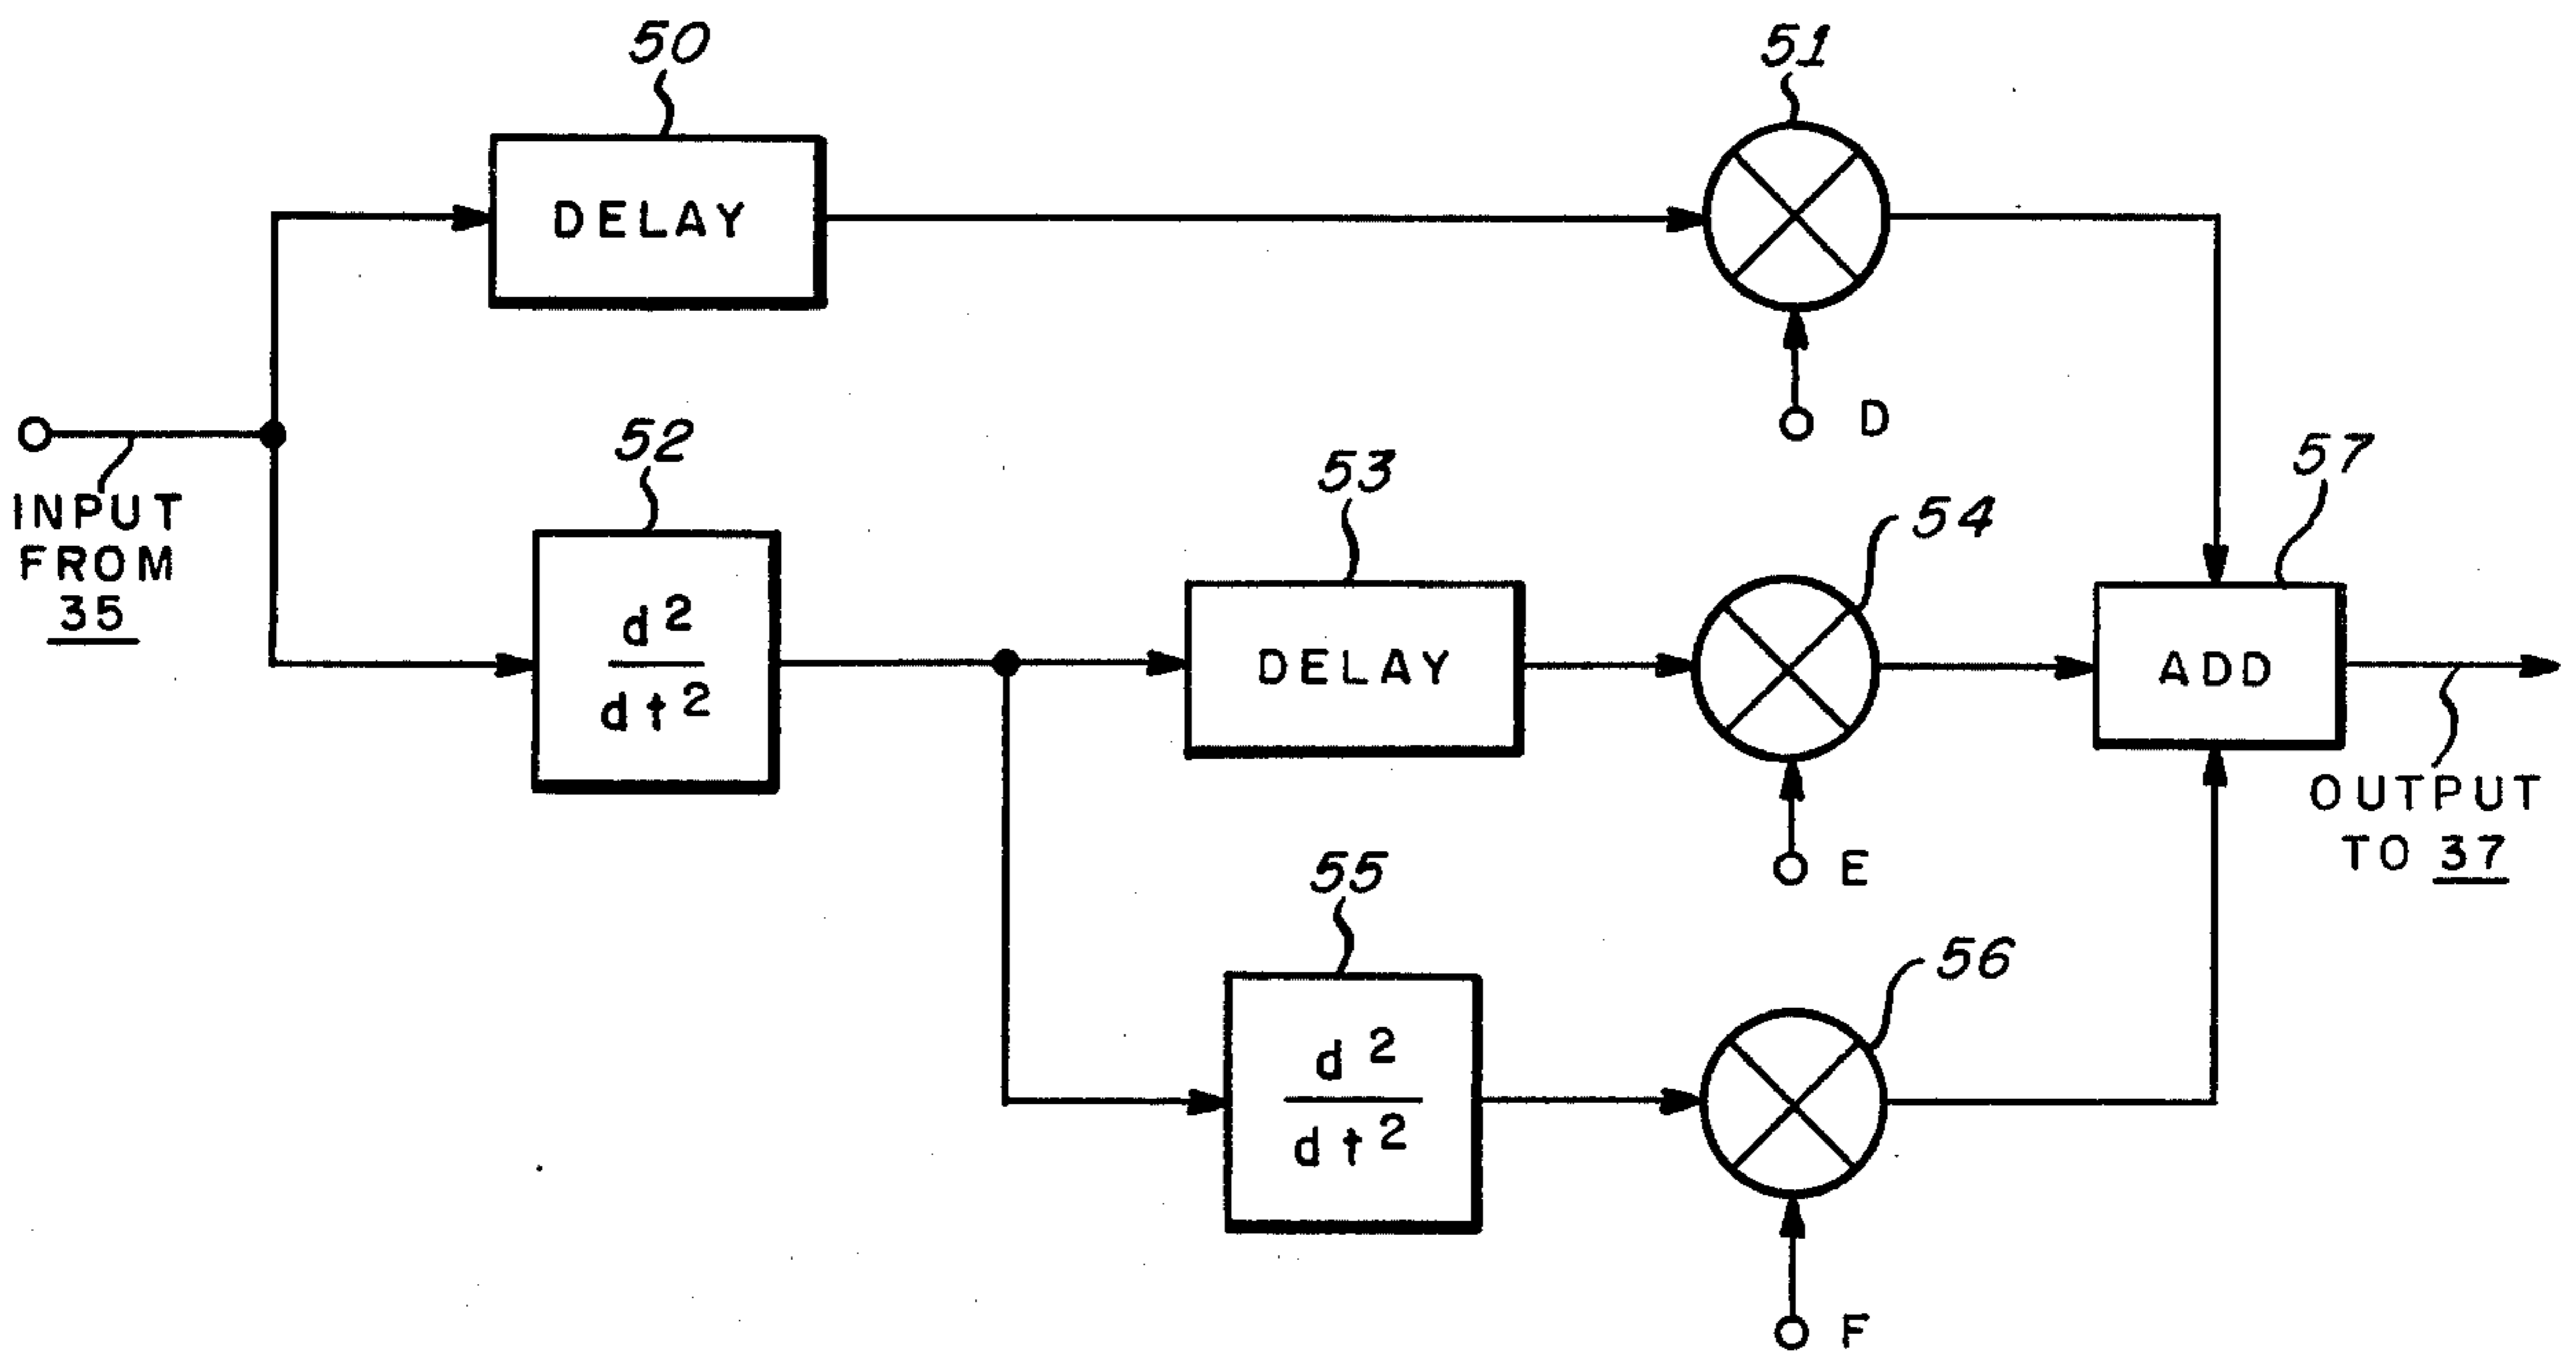 50
51
DELAY
D
INPUT
FROM
35
52
d²
dt²
53
DELAY
54
E
57
ADD
OUTPUT
TO 37
55
d²
dt²
56
F